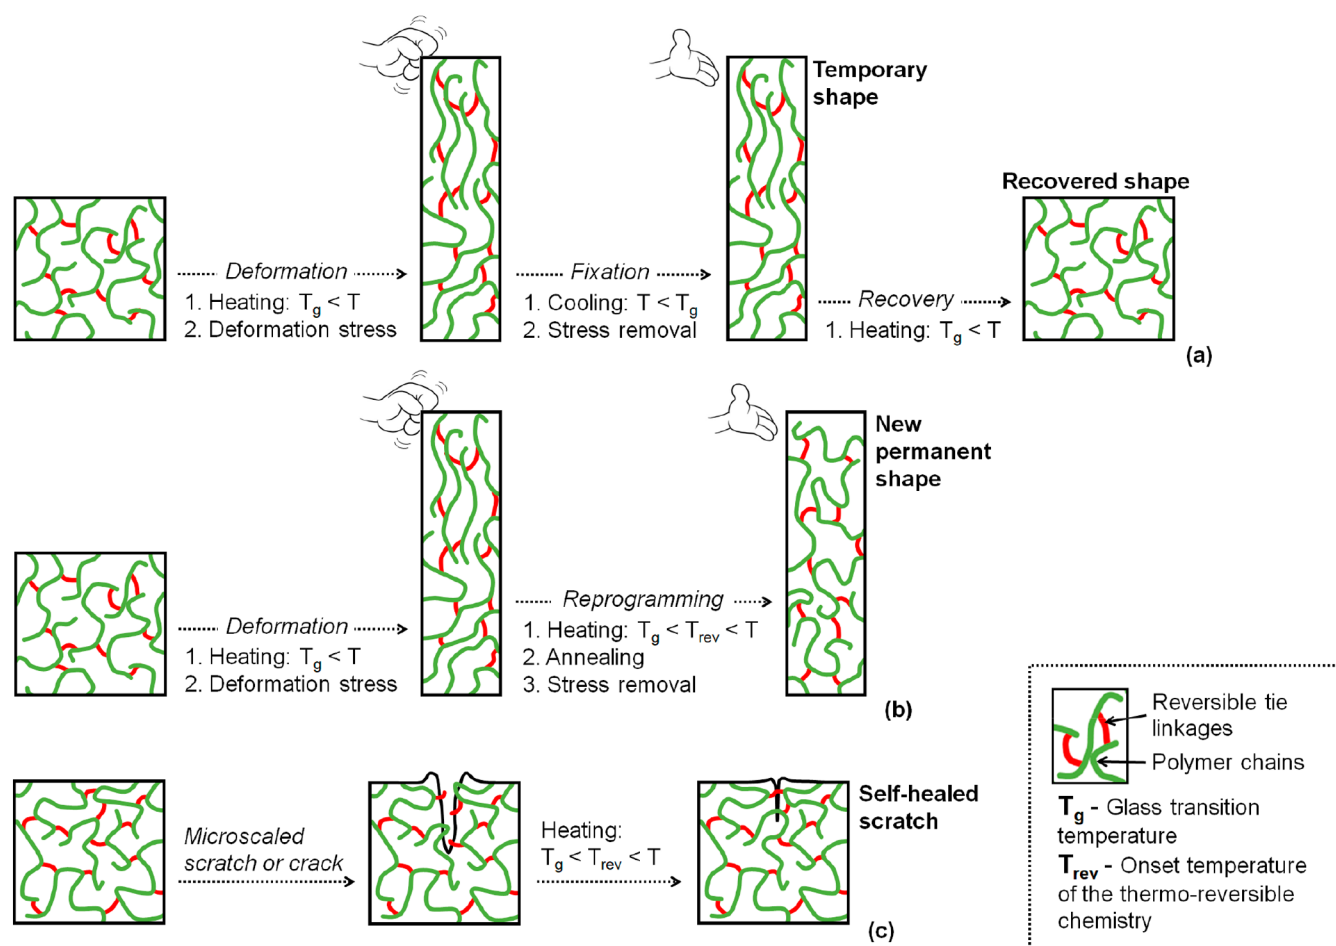 Temporary
shape
Recovered shape
Deformation
1. Heating: Tg < T
2. Deformation stress
Fixation
1. Cooling: T < Tg
2. Stress removal
Recovery
1. Heating: Tg < T
(a)
New
permanent
shape
Deformation
1. Heating: Tg < T
2. Deformation stress
Reprogramming
1. Heating: Tg < Trev < T
2. Annealing
3. Stress removal
(b)
Microscaled
scratch or crack
Heating:
Tg < Trev < T
Self-healed
scratch
(c)
Reversible tie
linkages
Polymer chains
Tg - Glass transition
temperature
Trev - Onset temperature
of the thermo-reversible
chemistry